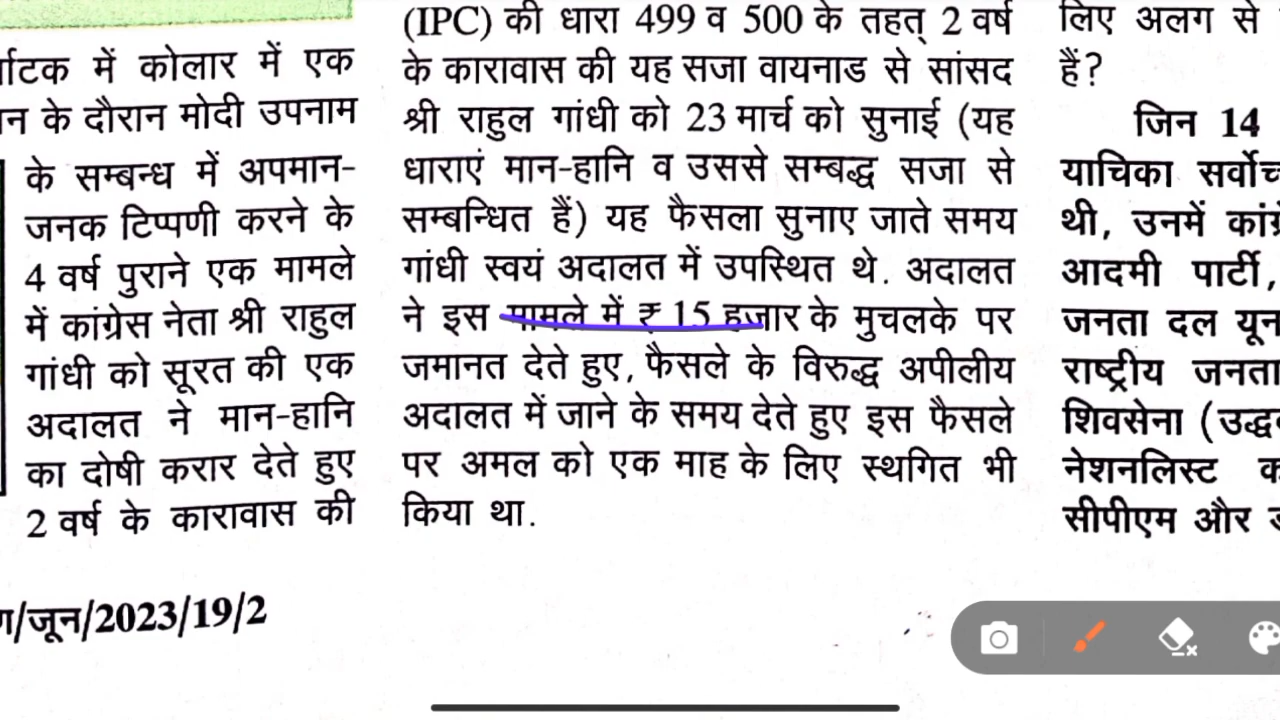 में कोलार में एक
के दौरान मोदी उपनाम
के सम्बन्ध में अपमान-
जनक टिप्पणी करने के
4 वर्ष पुराने एक मामले
में कांग्रेस नेता श्री राहुल
गांधी को सूरत की एक
अदालत ने मान-हानि
का दोषी करार देते हुए
2 वर्ष के कारावास की
/जून/2023/19/2
(IPC) की धारा 499 व 500 के तहत् 2 वर्ष
के कारावास की यह सजा वायनाड से सांसद
श्री राहुल गांधी को 23 मार्च को सुनाई (यह
धाराएं मान-हानि व उससे सम्बद्ध सजा से
सम्बन्धित हैं) यह फैसला सुनाए जाते समय
गांधी स्वयं अदालत में उपस्थित थे. अदालत
ने इस मामले में ₹ 15 हजार के मुचलके पर
जमानत देते हुए, फैसले के विरुद्ध अपीलीय
अदालत में जाने के समय देते हुए इस फैसले
पर अमल को एक माह के लिए स्थगित भी
किया था.
लिए अलग से
हैं?
जिन 14
याचिका
थी, उनमें
आदमी पार्टी,
जनता दल
राष्ट्रीय जनता
शिवसेना
नेशनलिस्ट
सीपीएम और